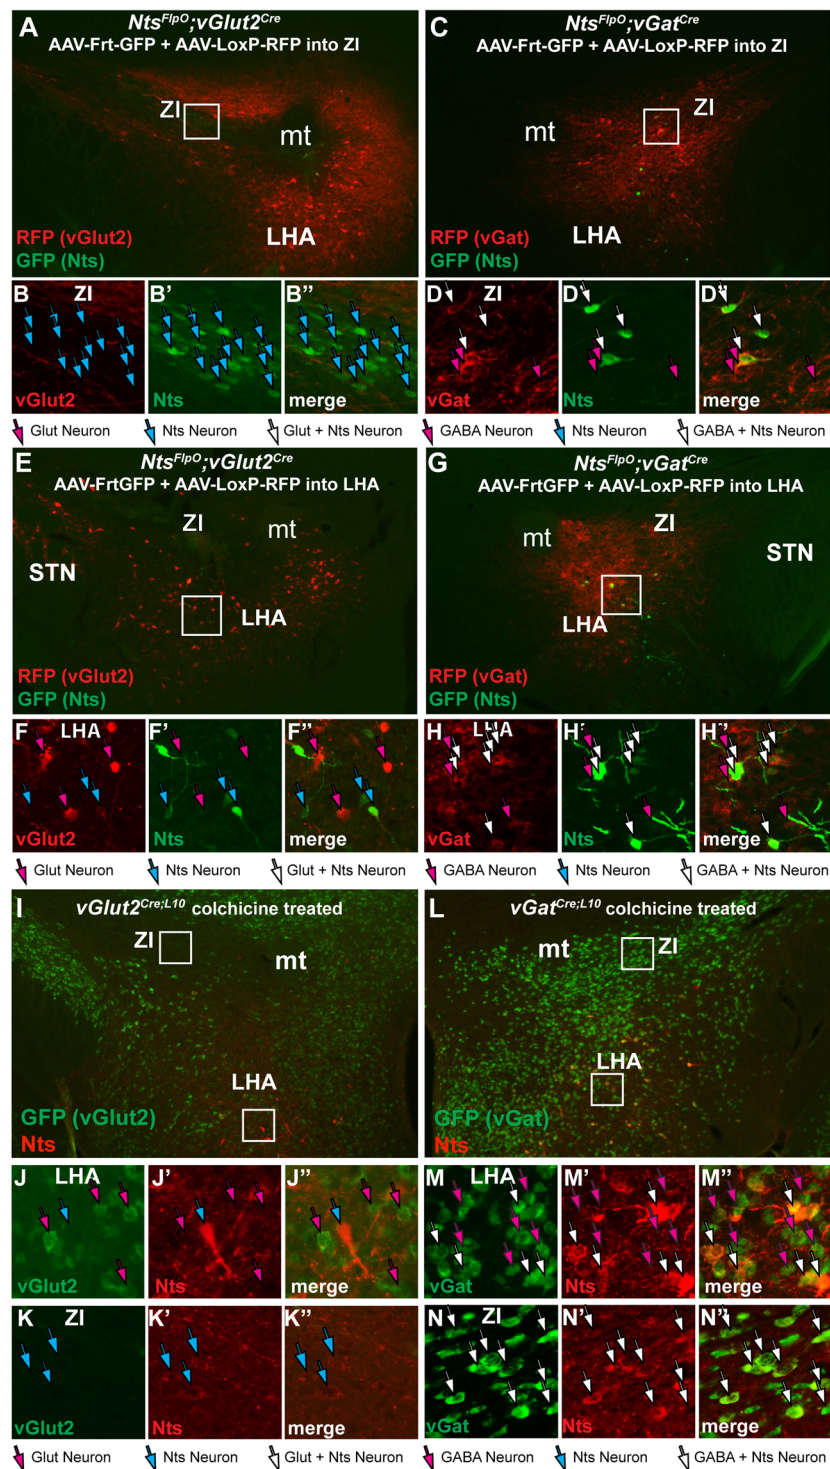 A
Nts^FlpO;vGlut2^Cre
AAV-Frt-GFP + AAV-LoxP-RFP into ZI
ZI
mt
LHA
RFP (vGlut2)
GFP (Nts)
C
Nts^FlpO;vGat^Cre
AAV-Frt-GFP + AAV-LoxP-RFP into ZI
ZI
mt
LHA
RFP (vGat)
GFP (Nts)
B ZI B' B''
vGlut2 Nts merge
D ZI D' D''
vGat Nts merge
Glut Neuron Nts Neuron Glut + Nts Neuron
GABA Neuron Nts Neuron GABA + Nts Neuron
E
Nts^FlpO;vGlut2^Cre
AAV-FrtGFP + AAV-LoxP-RFP into LHA
ZI
mt
STN
LHA
RFP (vGlut2)
GFP (Nts)
G
Nts^FlpO;vGat^Cre
AAV-FrtGFP + AAV-LoxP-RFP into LHA
ZI
mt
STN
LHA
RFP (vGat)
GFP (Nts)
F LHA F' F''
vGlut2 Nts merge
H LHA H' H''
vGat Nts merge
Glut Neuron Nts Neuron Glut + Nts Neuron
GABA Neuron Nts Neuron GABA + Nts Neuron
I
vGlut2^Cre;L10 colchicine treated
ZI
mt
LHA
GFP (vGlut2)
Nts
L
vGat^Cre;L10 colchicine treated
mt
ZI
LHA
GFP (vGat)
Nts
J LHA J' J''
vGlut2 Nts merge
M LHA M' M''
vGat Nts merge
K ZI K' K''
vGlut2 Nts merge
N ZI N' N''
vGat Nts merge
Glut Neuron Nts Neuron Glut + Nts Neuron
GABA Neuron Nts Neuron GABA + Nts Neuron